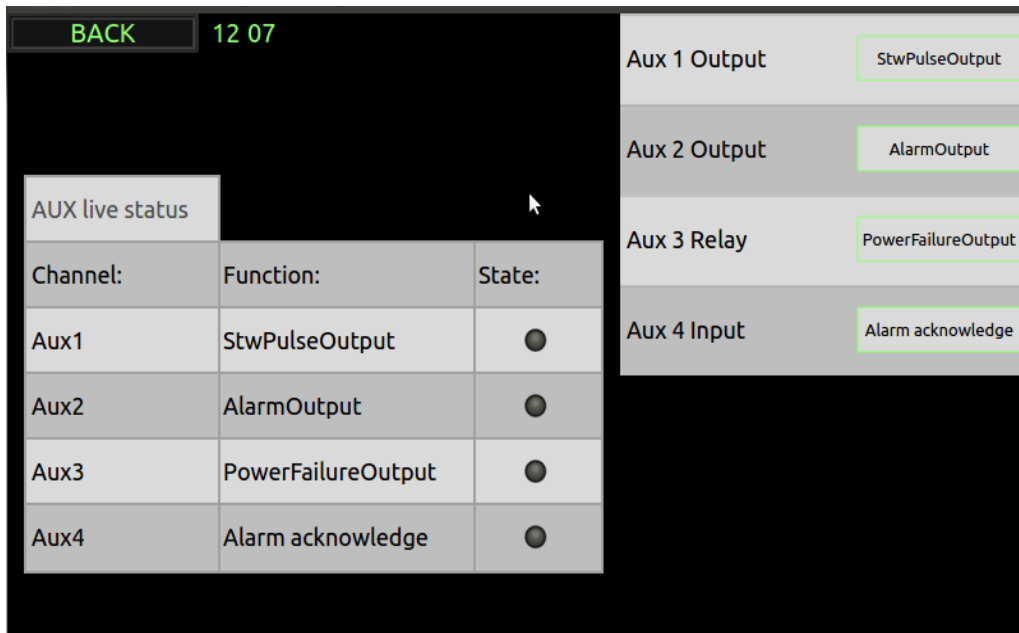 BACK 12 07
Aux 1 Output StwPulseOutput
Aux 2 Output AlarmOutput
Aux 3 Relay PowerFailureOutput
Aux 4 Input Alarm acknowledge
AUX live status
Channel: Function: State:
Aux1 StwPulseOutput
Aux2 AlarmOutput
Aux3 PowerFailureOutput
Aux4 Alarm acknowledge